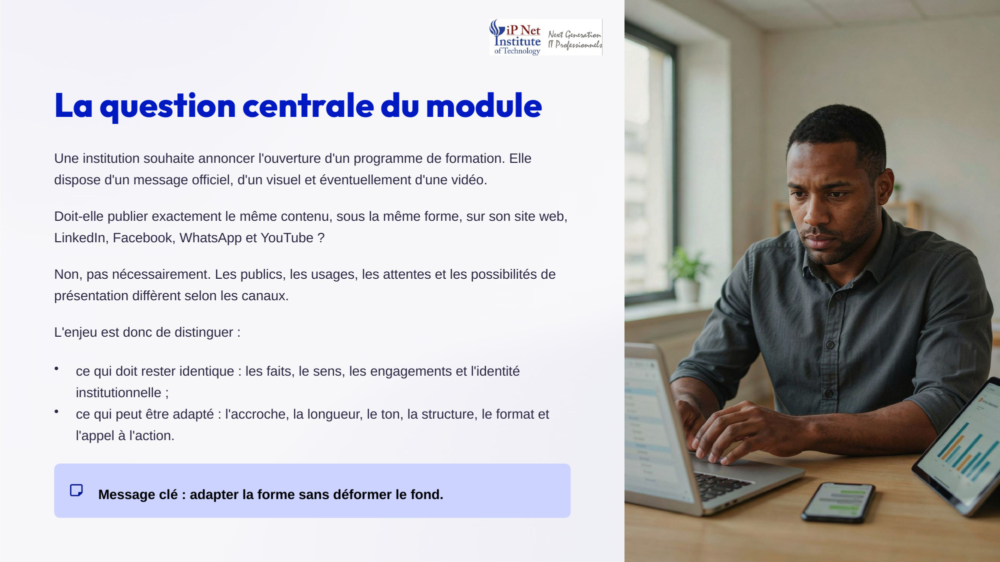 iP Net
Institute
of Technology
Next Generation
IT Professionnels
La question centrale du module
Une institution souhaite annoncer l'ouverture d'un programme de formation. Elle
dispose d'un message officiel, d'un visuel et éventuellement d'une vidéo.
Doit-elle publier exactement le même contenu, sous la même forme, sur son site web,
LinkedIn, Facebook, WhatsApp et YouTube ?
Non, pas nécessairement. Les publics, les usages, les attentes et les possibilités de
présentation diffèrent selon les canaux.
L'enjeu est donc de distinguer :
• ce qui doit rester identique : les faits, le sens, les engagements et l'identité
institutionnelle ;
• ce qui peut être adapté : l'accroche, la longueur, le ton, la structure, le format et
l'appel à l'action.
Message clé : adapter la forme sans déformer le fond.